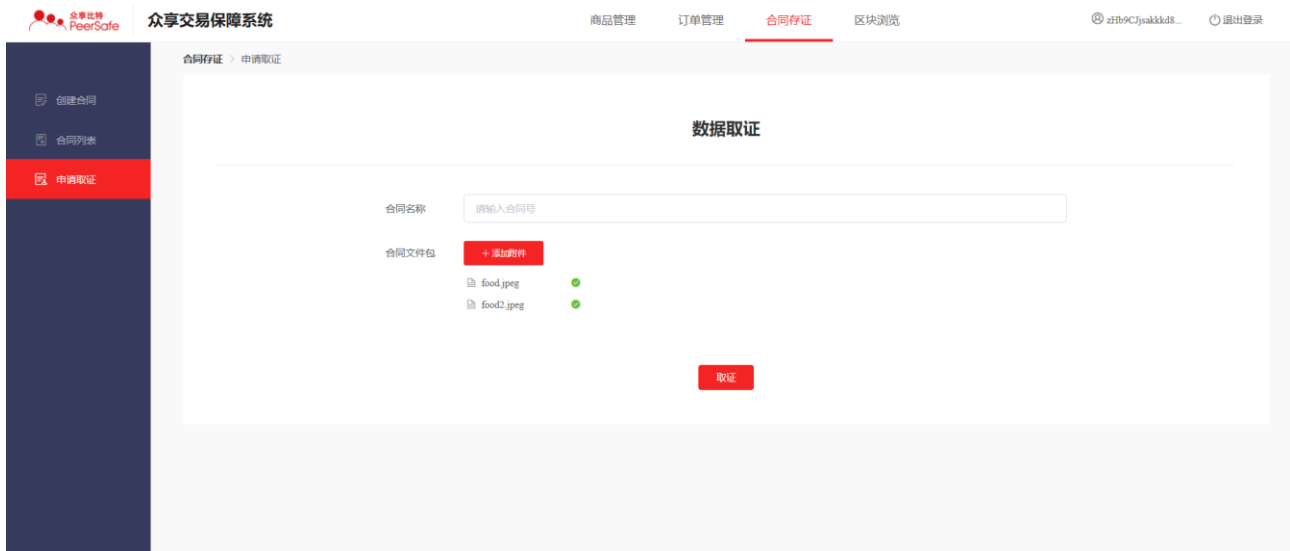 众享比特
PeerSafe
众享交易保障系统
商品管理
订单管理
合同存证
区块浏览
zHb9CJjsakkkd8...
退出登录
合同存证 > 申请取证
创建合同
合同列表
申请取证
数据取证
合同名称
请输入合同号
合同文件包
+添加附件
food.jpeg
food2.jpeg
取证